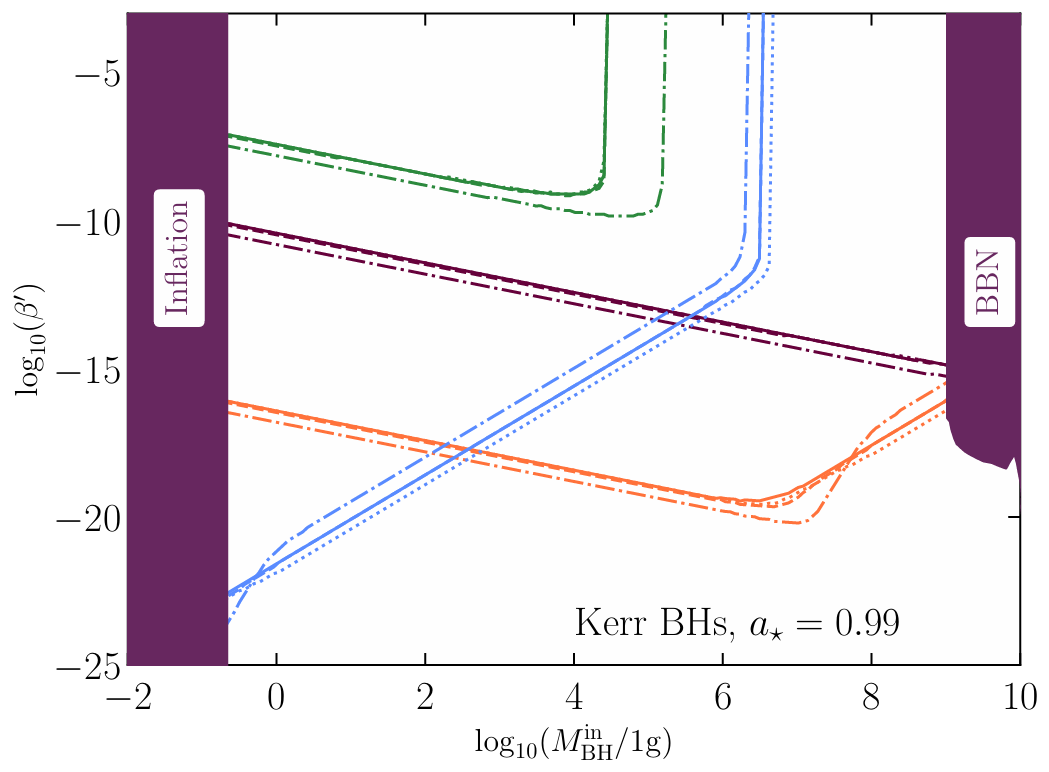 log₁₀(β′)
−5
−10
−15
−20
−25
Inflation
BBN
Kerr BHs, a⋆ = 0.99
−2
0
2
4
6
8
10
log₁₀(M_BH^in/1g)